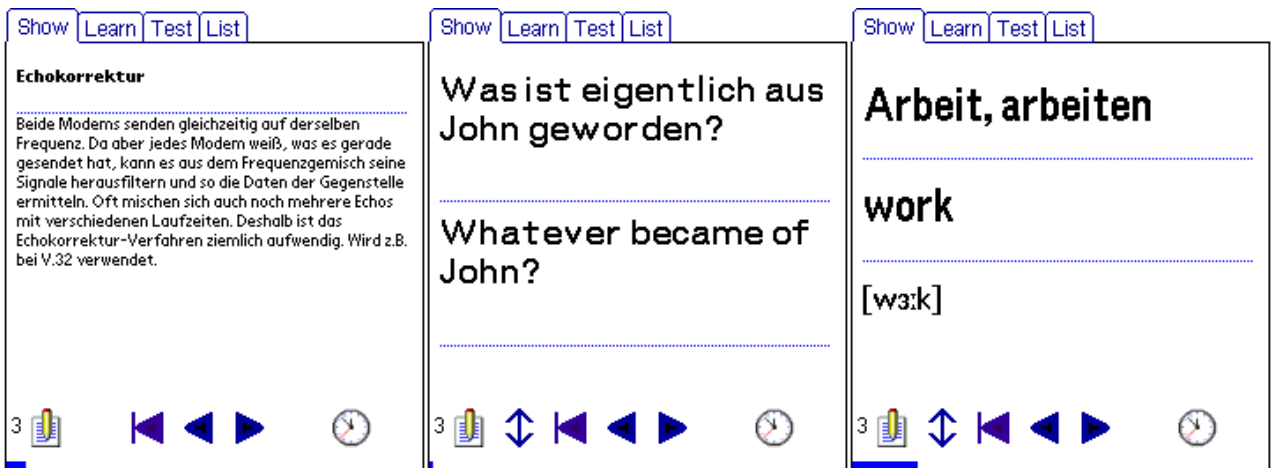 Show Learn Test List
Echokorrektur
Beide Modems senden gleichzeitig auf derselben
Frequenz. Da aber jedes Modem weiß, was es gerade
gesendet hat, kann es aus dem Frequenzgemisch seine
Signale herausfiltern und so die Daten der Gegenstelle
ermitteln. Oft mischen sich auch noch mehrere Echos
mit verschiedenen Laufzeiten. Deshalb ist das
Echokorrektur-Verfahren ziemlich aufwendig. Wird z.B.
bei V.32 verwendet.
3
Show Learn Test List
Was ist eigentlich aus
John geworden?
Whatever became of
John?
3
Show Learn Test List
Arbeit, arbeiten
work
[wɜːk]
3